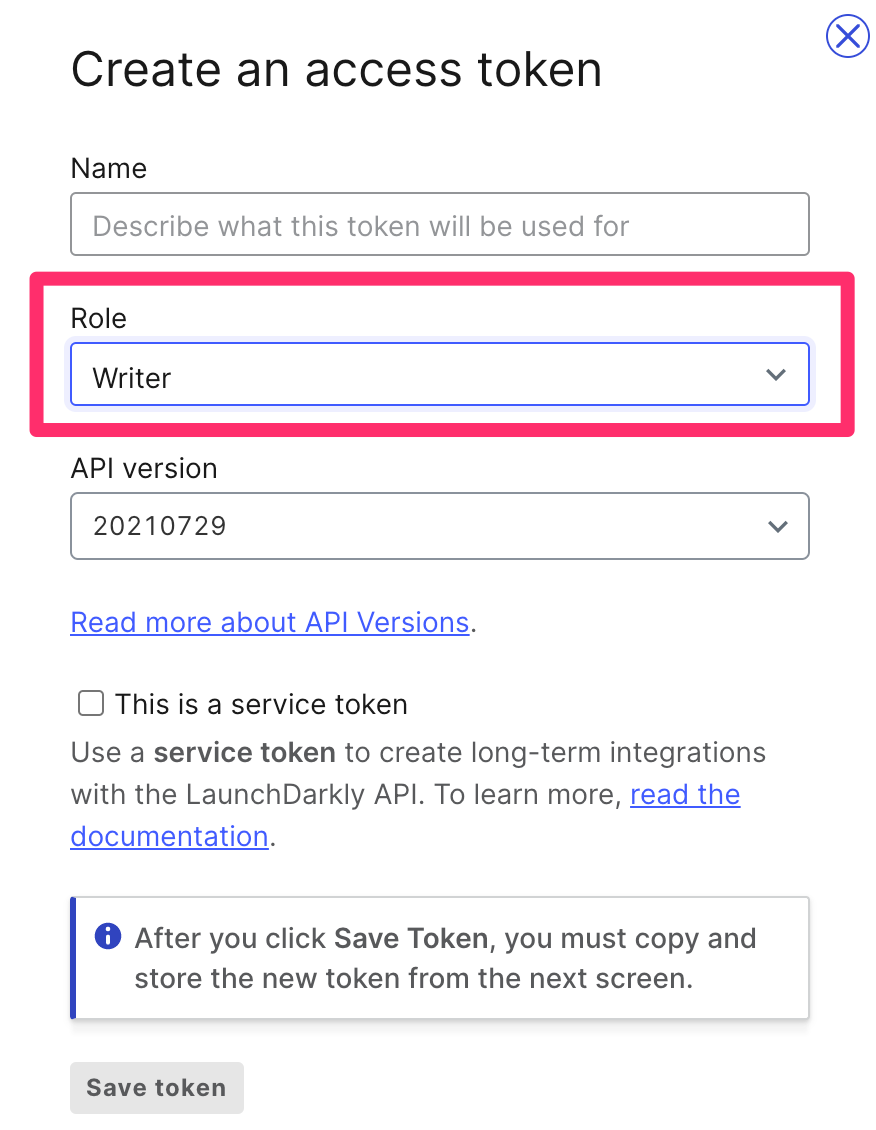 Create an access token
Name
Describe what this token will be used for
Role
Writer
API version
20210729
Read more about API Versions.
This is a service token
Use a service token to create long-term integrations
with the LaunchDarkly API. To learn more, read the
documentation.
After you click Save Token, you must copy and
store the new token from the next screen.
Save token